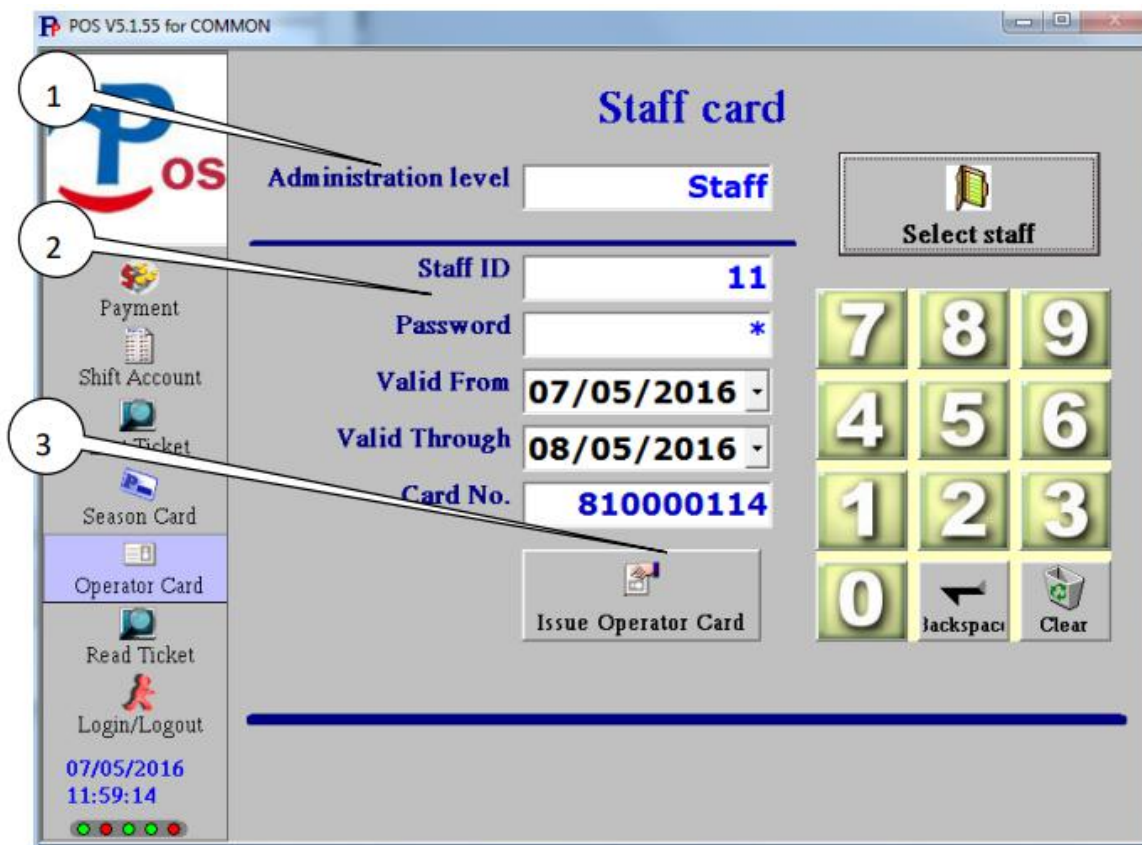 POS V5.1.55 for COMMON
1
POS
Staff card
Administration level
Staff
Select staff
2
Staff ID
11
Payment
Password
*
Shift Account
Valid From
07/05/2016
3
Ticket
Valid Through
08/05/2016
Card No.
810000114
Season Card
Operator Card
Issue Operator Card
7 8 9
4 5 6
1 2 3
0
Backspac
Clear
Read Ticket
Login/Logout
07/05/2016
11:59:14